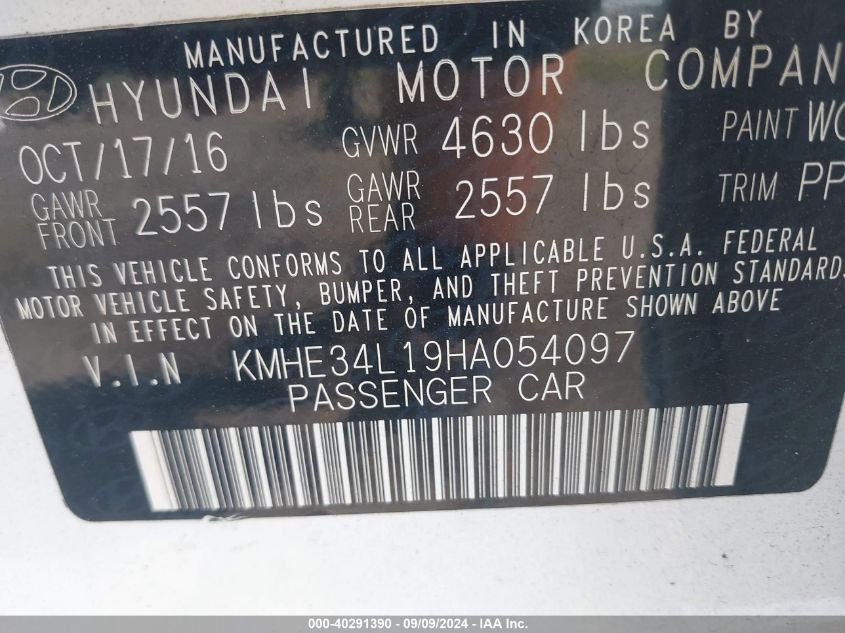 MANUFACTURED IN KOREA BY
HYUNDAI MOTOR COMPAN
OCT/17/16 GVWR 4630 lbs PAINT
GAWR FRONT 2557 lbs GAWR REAR 2557 lbs TRIM PP
THIS VEHICLE CONFORMS TO ALL APPLICABLE U.S.A. FEDERAL
MOTOR VEHICLE SAFETY, BUMPER, AND THEFT PREVENTION STANDARDS
IN EFFECT ON THE DATE OF MANUFACTURE SHOWN ABOVE
V.I.N KMHE34L19HA054097
PASSENGER CAR
000-40291390 - 09/09/2024 - IAA Inc.